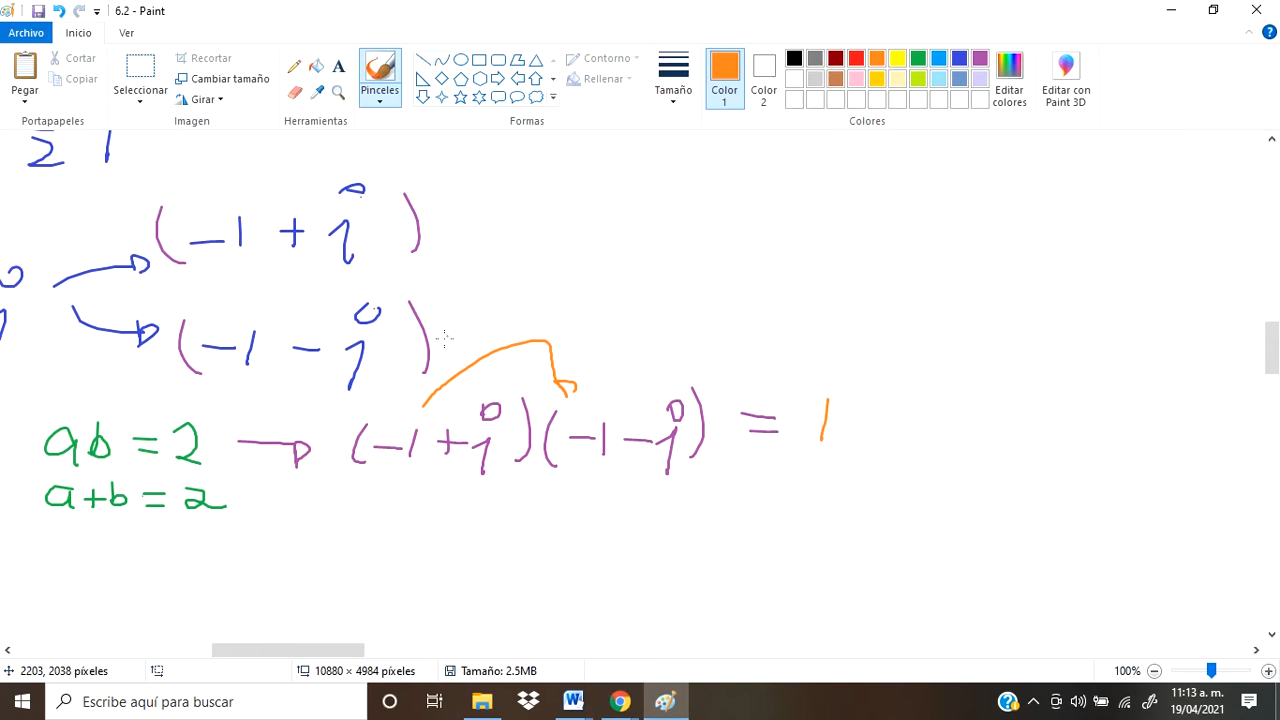 6.2 - Paint
Archivo Inicio Ver
Pegar
Cortar
Copiar
Portapapeles
Seleccionar
Recortar
Cambiar tamaño
Girar
Imagen
A
Herramientas
Pinceles
Contorno
Rellenar
Formas
Tamaño
Color 1
Color 2
Colores
Editar colores
Editar con Paint 3D
2 1
(-1 + i)
0
(-1 - i)
ab = 2 → (-1+i)(-1-i) = 1
a+b = 2
2203, 2038 píxeles
10880 × 4984 píxeles
Tamaño: 2.5MB
100%
Escribe aquí para buscar
11:13 a. m.
19/04/2021